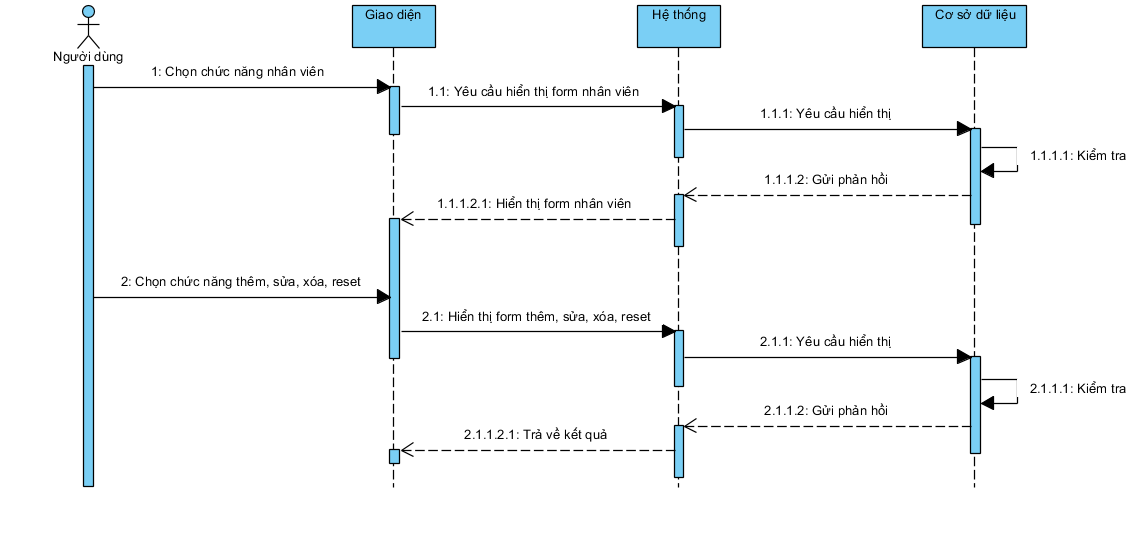 Giao diện
Hệ thống
Cơ sở dữ liệu
Người dùng
1: Chọn chức năng nhân viên
1.1: Yêu cầu hiển thị form nhân viên
1.1.1: Yêu cầu hiển thị
1.1.1.1: Kiểm tra
1.1.1.2: Gửi phản hồi
1.1.1.2.1: Hiển thị form nhân viên
2: Chọn chức năng thêm, sửa, xóa, reset
2.1: Hiển thị form thêm, sửa, xóa, reset
2.1.1: Yêu cầu hiển thị
2.1.1.1: Kiểm tra
2.1.1.2: Gửi phản hồi
2.1.1.2.1: Trả về kết quả